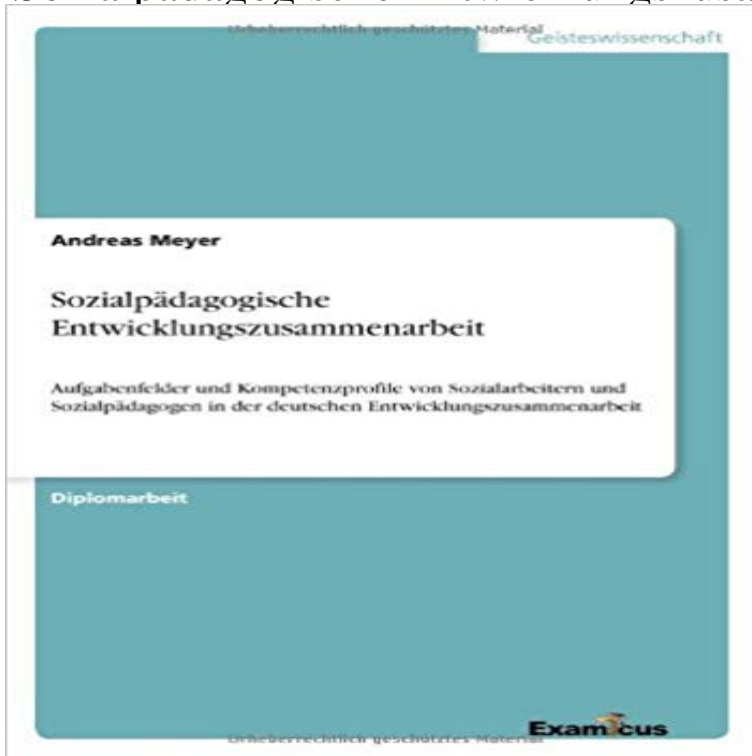 Urheberrechtlich geschütztes Material
Geisteswissenschaft
Andreas Meyer
Sozialpädagogische
Entwicklungszusammenarbeit
Aufgabenfelder und Kompetenzprofile von Sozialarbeitern und
Sozialpädagogen in der deutschen Entwicklungszusammenarbeit
Diplomarbeit
Examicus
Urheberrechtlich geschütztes Material